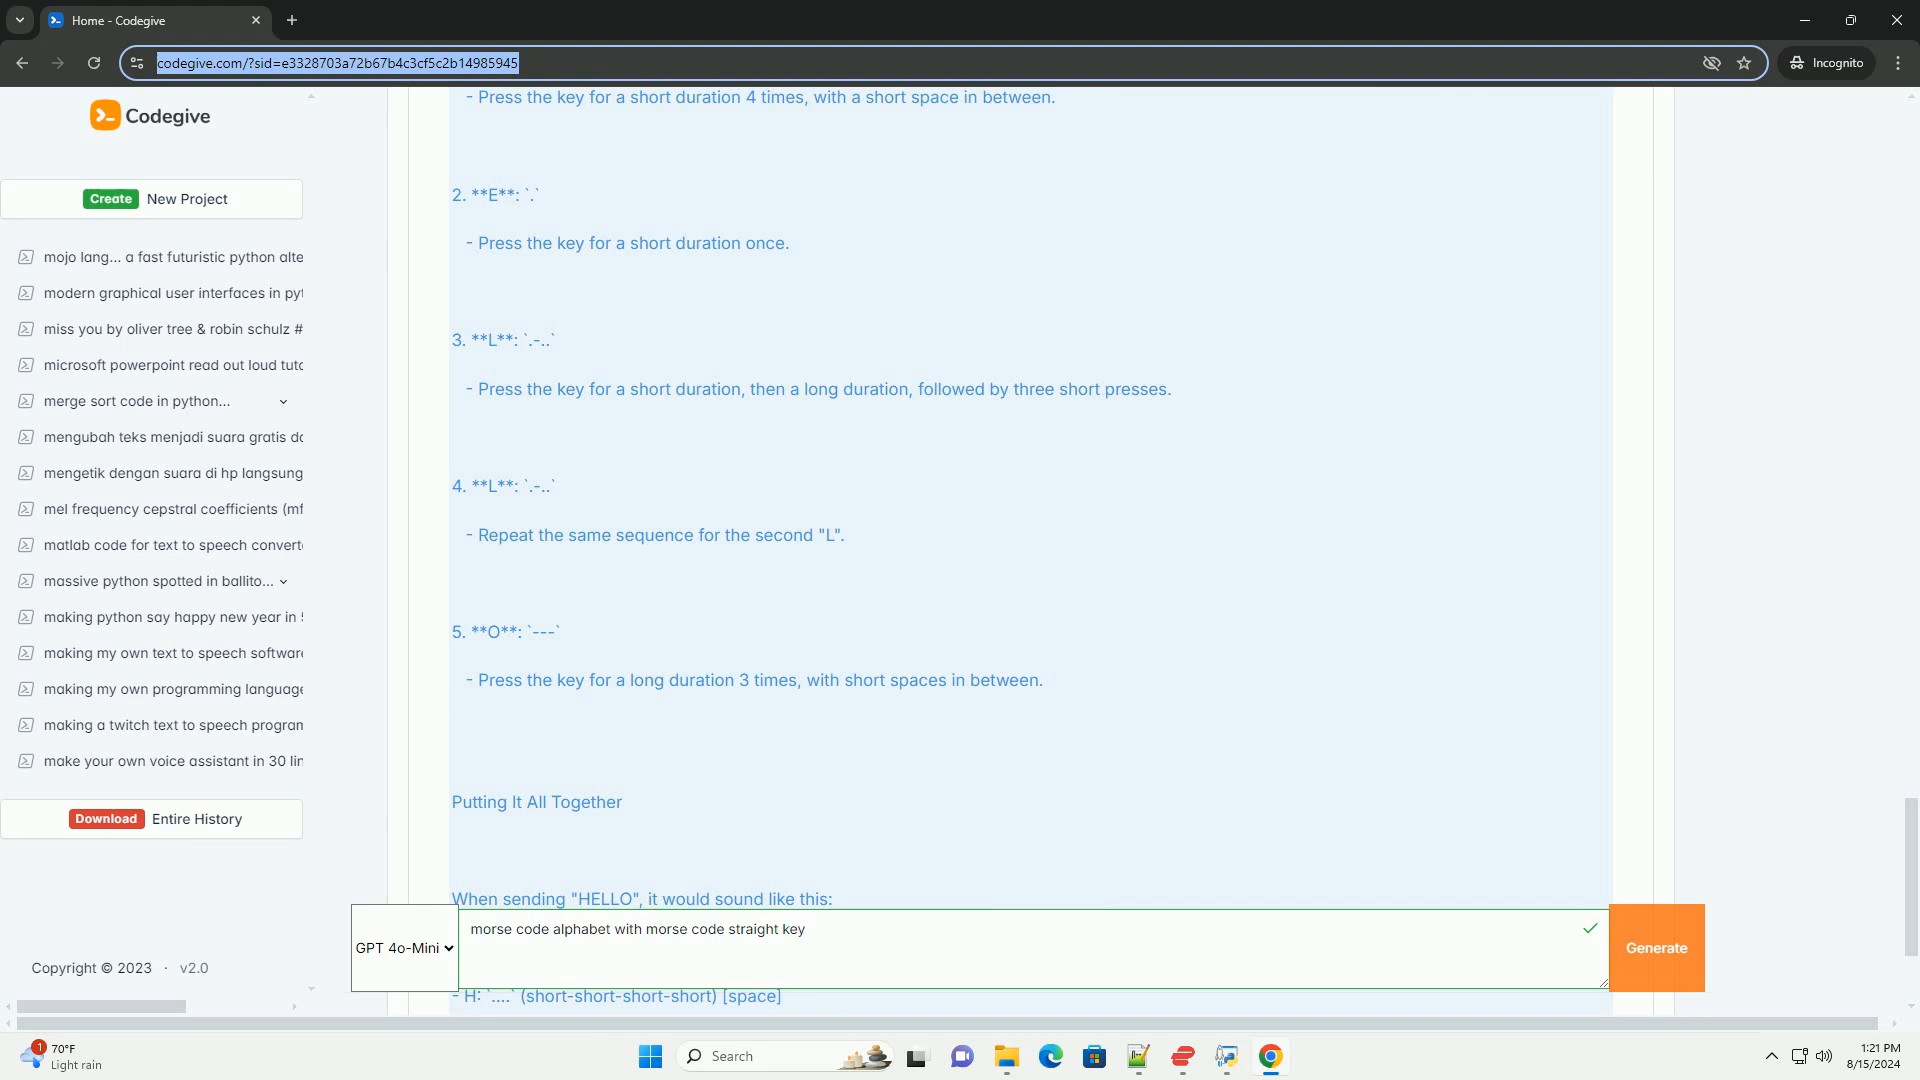 Home - Codegive
codegive.com/?sid=e3328703a72b67b4c3cf5c2b14985945
Incognito
Codegive
Create New Project
mojo lang... a fast futuristic python alte
modern graphical user interfaces in pyt
miss you by oliver tree & robin schulz #
microsoft powerpoint read out loud tuto
merge sort code in python...
mengubah teks menjadi suara gratis da
mengetik dengan suara di hp langsung
mel frequency cepstral coefficients (mf
matlab code for text to speech converte
massive python spotted in ballito...
making python say happy new year in 5
making my own text to speech software
making my own programming language
making a twitch text to speech program
make your own voice assistant in 30 lin
Download Entire History
Copyright © 2023 · v2.0
- Press the key for a short duration 4 times, with a short space in between.
2. **E**: `.`
- Press the key for a short duration once.
3. **L**: `.-..`
- Press the key for a short duration, then a long duration, followed by three short presses.
4. **L**: `.-..`
- Repeat the same sequence for the second "L".
5. **O**: `---`
- Press the key for a long duration 3 times, with short spaces in between.
Putting It All Together
When sending "HELLO", it would sound like this:
GPT 4o-Mini
morse code alphabet with morse code straight key
Generate
- H: `....` (short-short-short-short) [space]
1
70°F
Light rain
Search
1:21 PM
8/15/2024